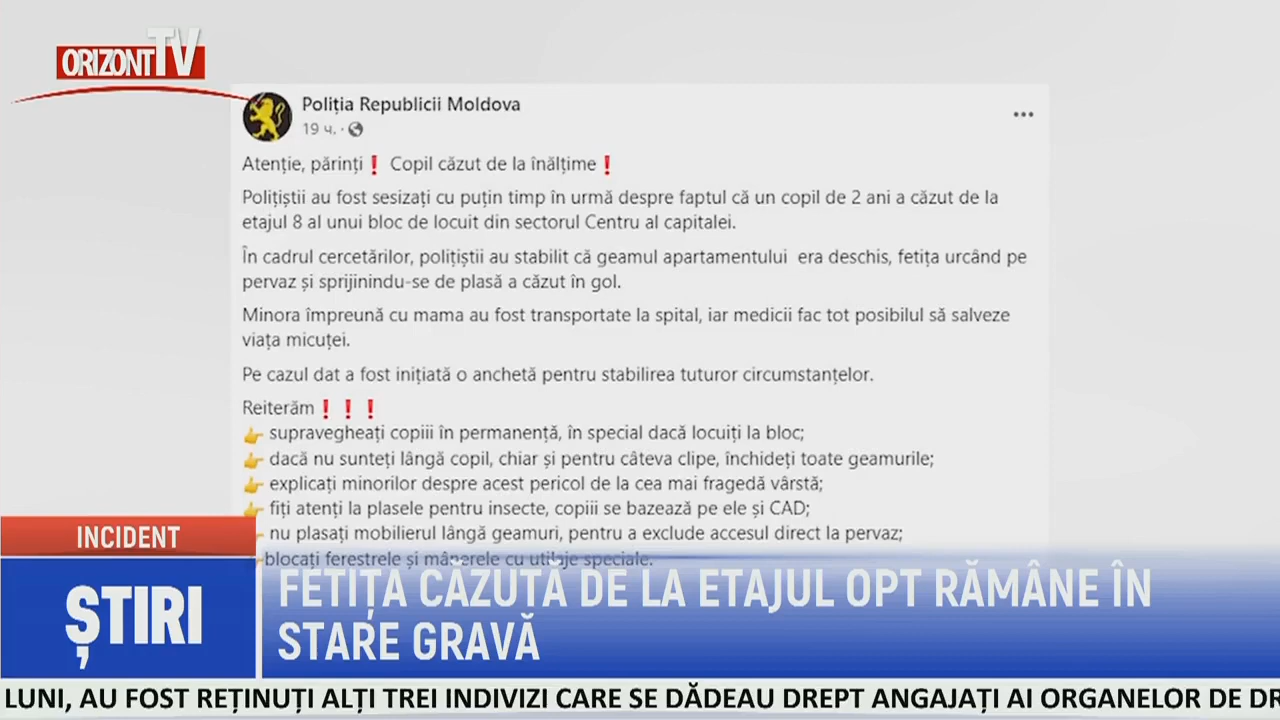 ORIZONT TV
Poliția Republicii Moldova
19 ч. ·
Atenție, părinți❗ Copil căzut de la înălțime❗
Polițiștii au fost sesizați cu puțin timp în urmă despre faptul că un copil de 2 ani a căzut de la
etajul 8 al unui bloc de locuit din sectorul Centru al capitalei.
În cadrul cercetărilor, polițiștii au stabilit că geamul apartamentului era deschis, fetița urcând pe
pervaz și sprijinindu-se de plasă a căzut în gol.
Minora împreună cu mama au fost transportate la spital, iar medicii fac tot posibilul să salveze
viața micuței.
Pe cazul dat a fost inițiată o anchetă pentru stabilirea tuturor circumstanțelor.
Reiterăm❗❗❗
👉 supravegheați copiii în permanență, în special dacă locuiți la bloc;
👉 dacă nu sunteți lângă copil, chiar și pentru câteva clipe, închideți toate geamurile;
👉 explicați minorilor despre acest pericol de la cea mai fragedă vârstă;
👉 fiți atenți la plasele pentru insecte, copiii se bazează pe ele și CAD;
nu plasați mobilierul lângă geamuri, pentru a exclude accesul direct la pervaz;
blocați ferestrele și mânerele cu utilaje speciale.
INCIDENT
ȘTIRI
FETIȚA CĂZUTĂ DE LA ETAJUL OPT RĂMÂNE ÎN
STARE GRAVĂ
LUNI, AU FOST REȚINUȚI ALȚI TREI INDIVIZI CARE SE DĂDEAU DREPT ANGAJAȚI AI ORGANELOR DE DR